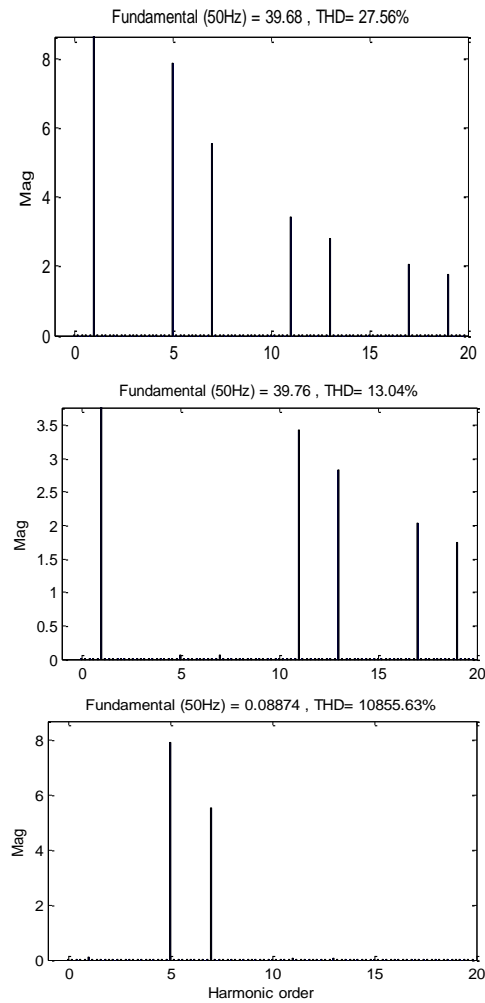 Fundamental (50Hz) = 39.68 , THD= 27.56%
8
6
4
2
0
Mag
0 5 10 15 20
Fundamental (50Hz) = 39.76 , THD= 13.04%
3.5
3
2.5
2
1.5
1
0.5
0
Mag
0 5 10 15 20
Fundamental (50Hz) = 0.08874 , THD= 10855.63%
8
6
4
2
0
Mag
0 5 10 15 20
Harmonic order